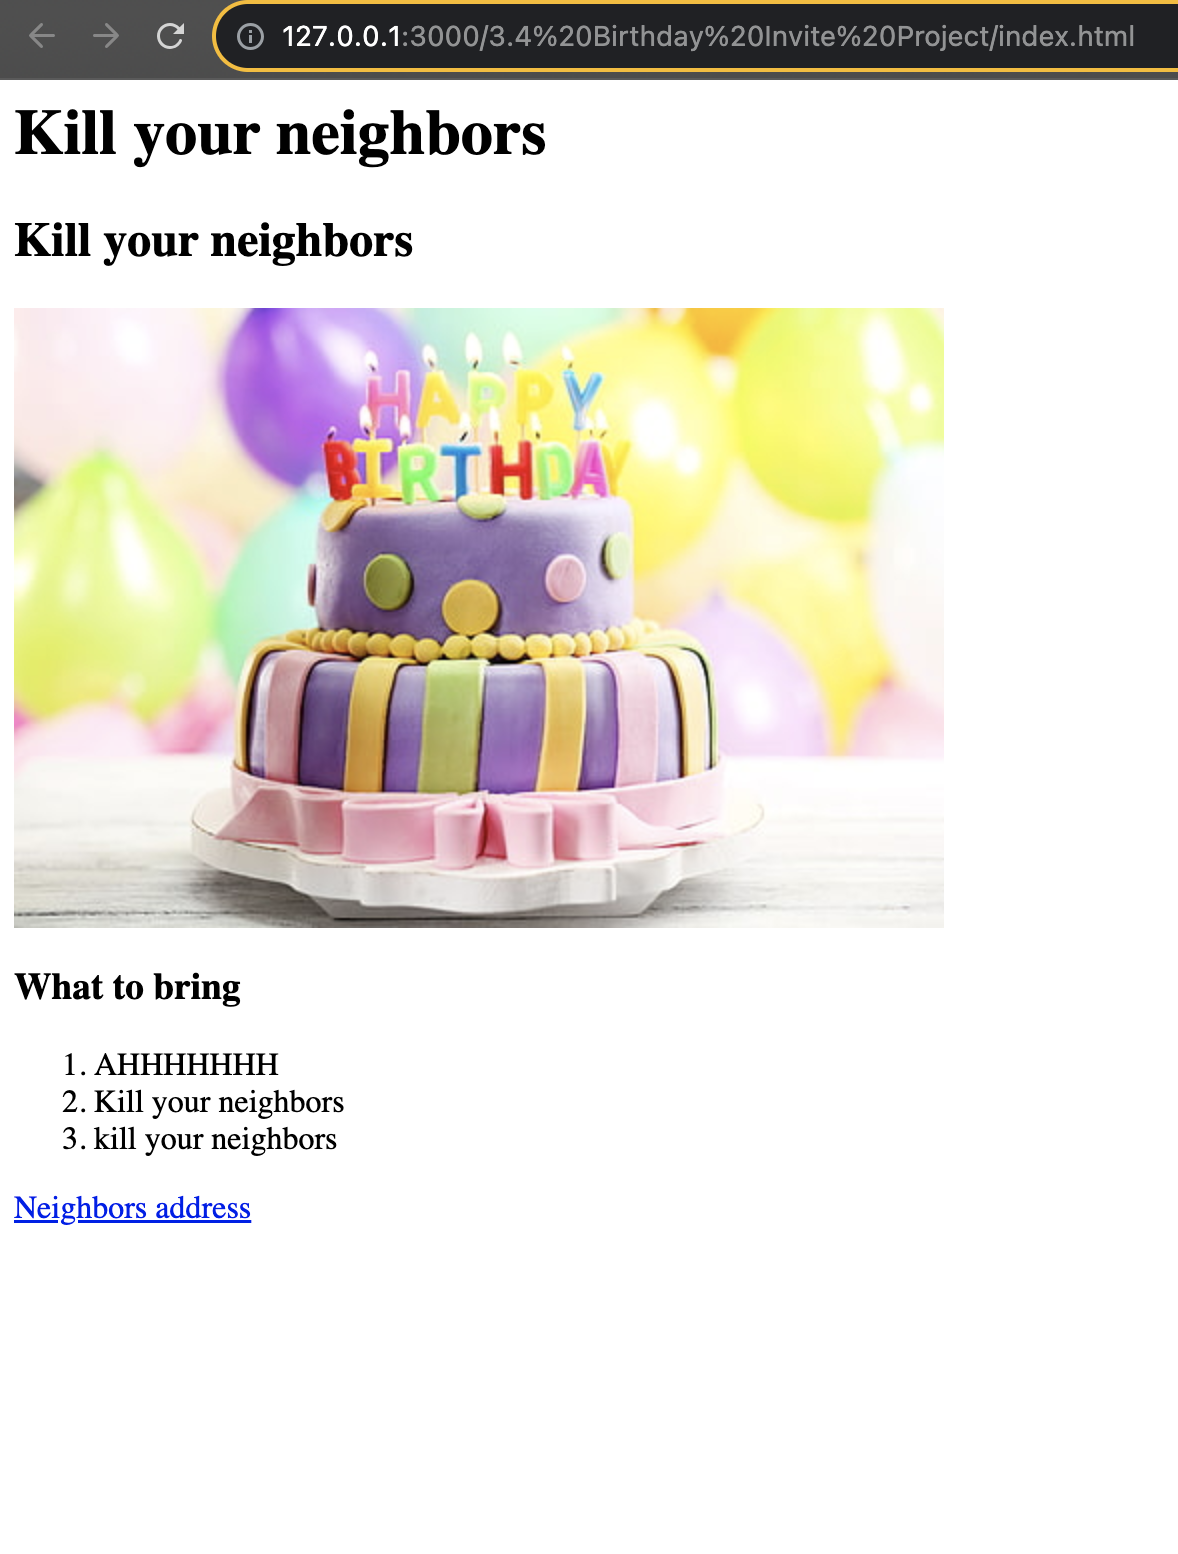 127.0.0.1:3000/3.4%20Birthday%20Invite%20Project/index.html
Kill your neighbors
Kill your neighbors
HAPPY
BIRTHDAY
What to bring
1. AHHHHHHH
2. Kill your neighbors
3. kill your neighbors
Neighbors address